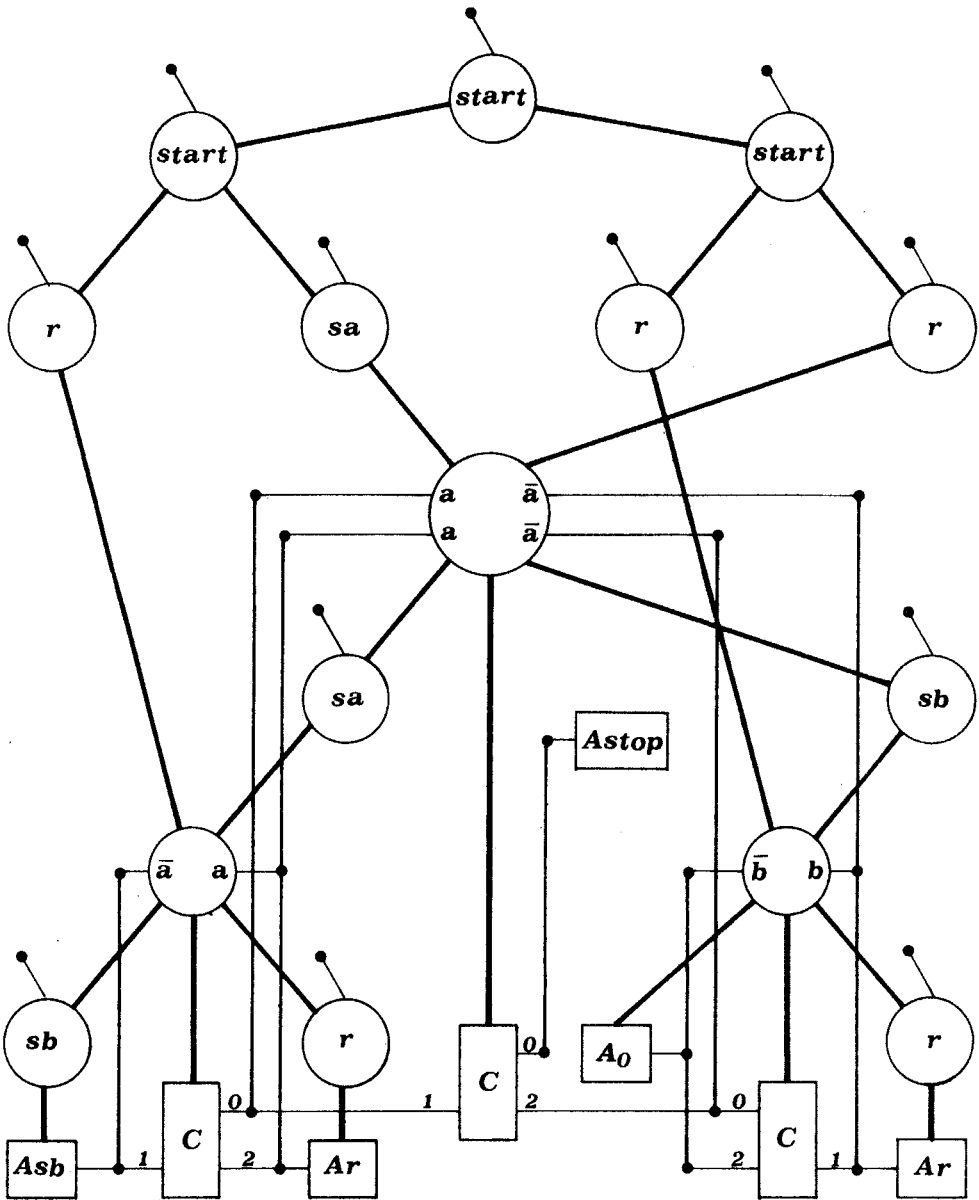 start
start start
r sa r r
a a̅
a a̅
sa sb
Astop
a̅ a b̅ b
sb r A₀ 0 r
C
0 1 2 0
C C
Asb 1 2 Ar 2 1 Ar